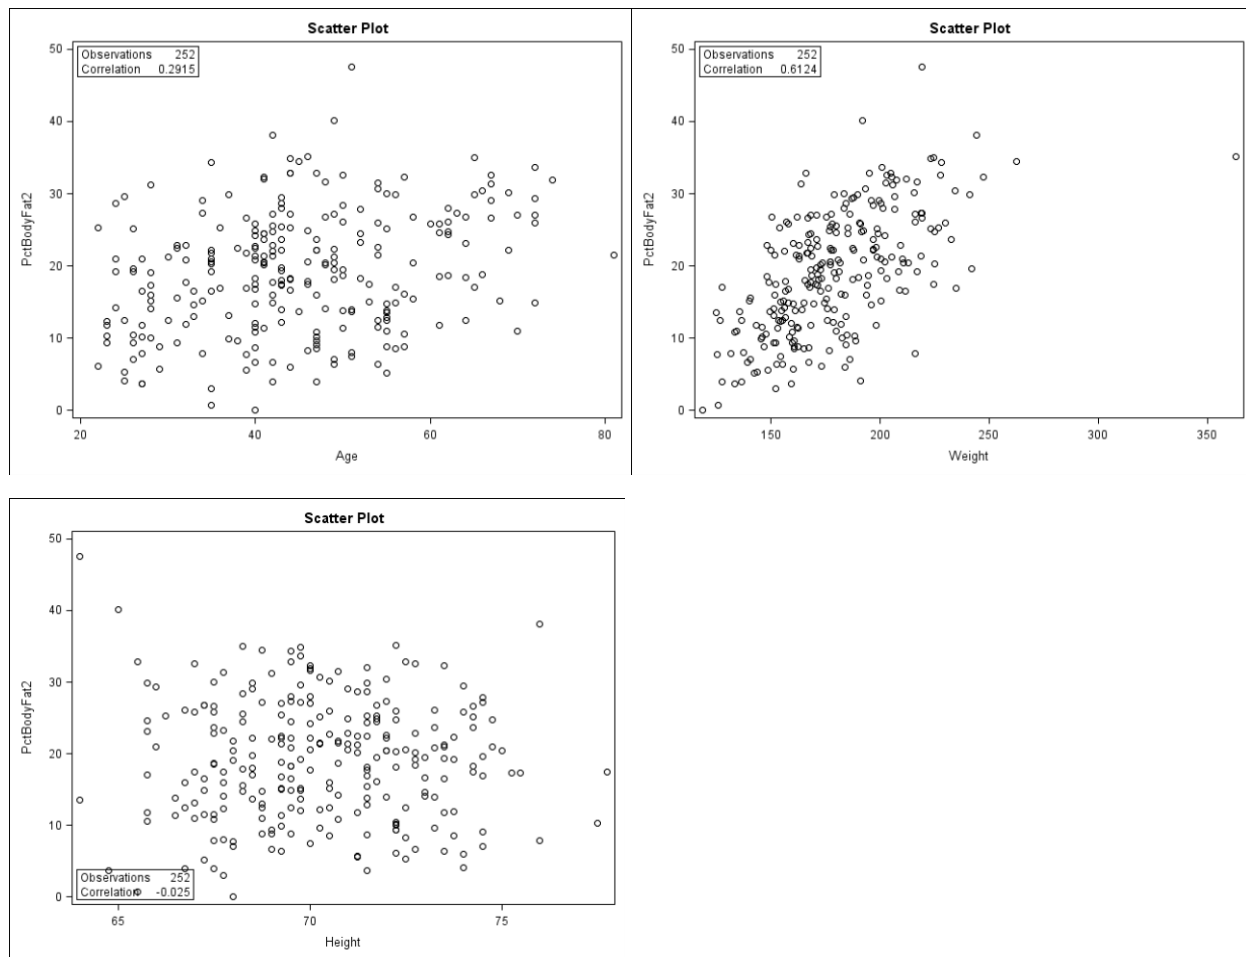 Scatter Plot
Observations 252
Correlation 0.2915
50
40
30
20
10
0
PctBodyFat2
20 40 60 80
Age
Scatter Plot
Observations 252
Correlation 0.6124
50
40
30
20
10
0
PctBodyFat2
150 200 250 300 350
Weight
Scatter Plot
50
40
30
20
10
0
PctBodyFat2
Observations 252
Correlation -0.025
65 70 75
Height